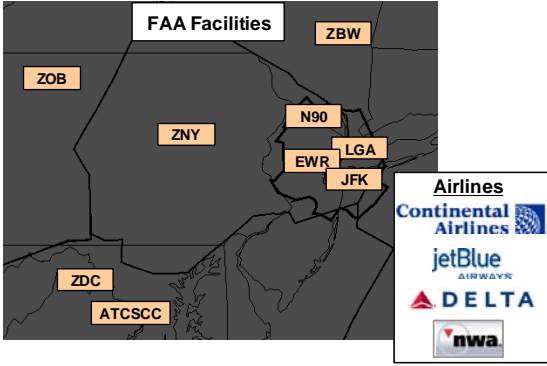 FAA Facilities
ZBW
ZOB
N90
ZNY
LGA
EWR
JFK
Airlines
Continental
Airlines
jetBlue
AIRWAYS
DELTA
nwa.
ZDC
ATCSCC